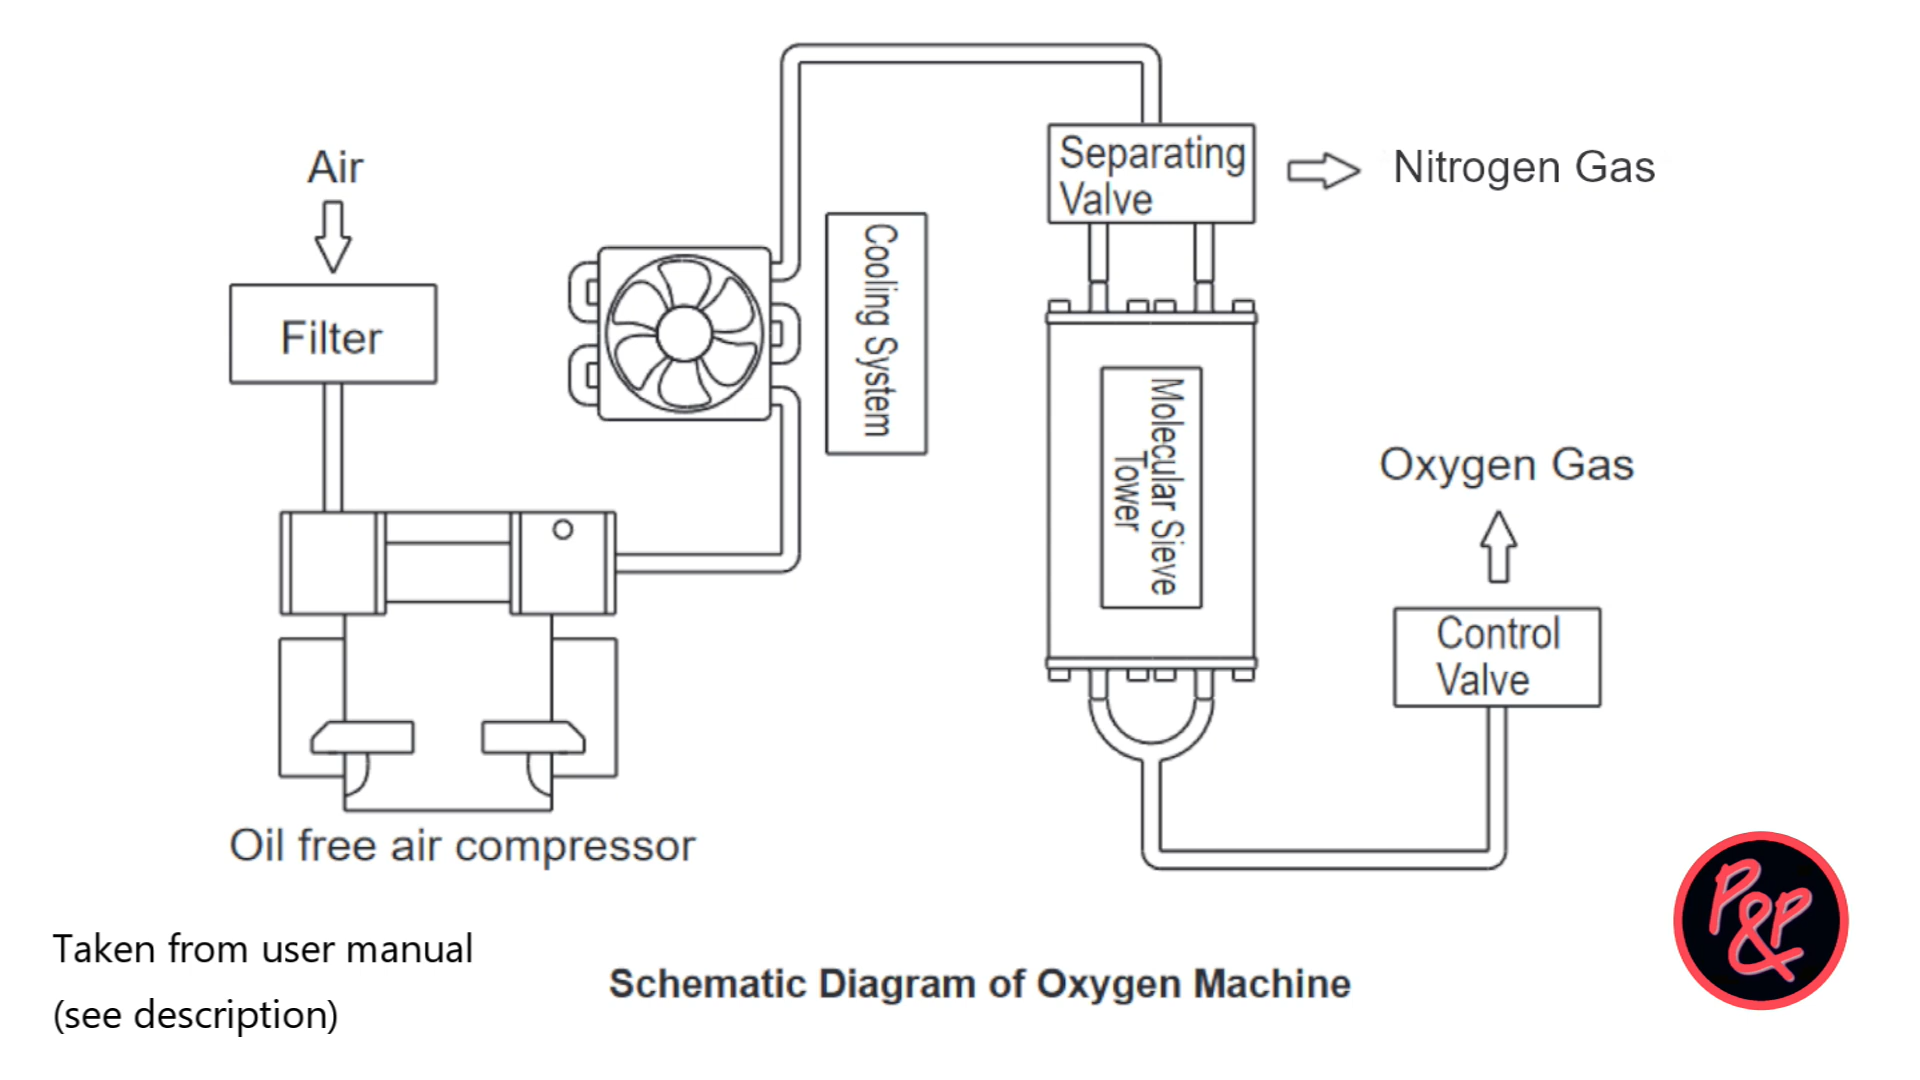 Air
Filter
Oil free air compressor
Cooling System
Separating
Valve
Nitrogen Gas
Molecular Sieve
Tower
Oxygen Gas
Control
Valve
Taken from user manual
(see description)
Schematic Diagram of Oxygen Machine
P&P